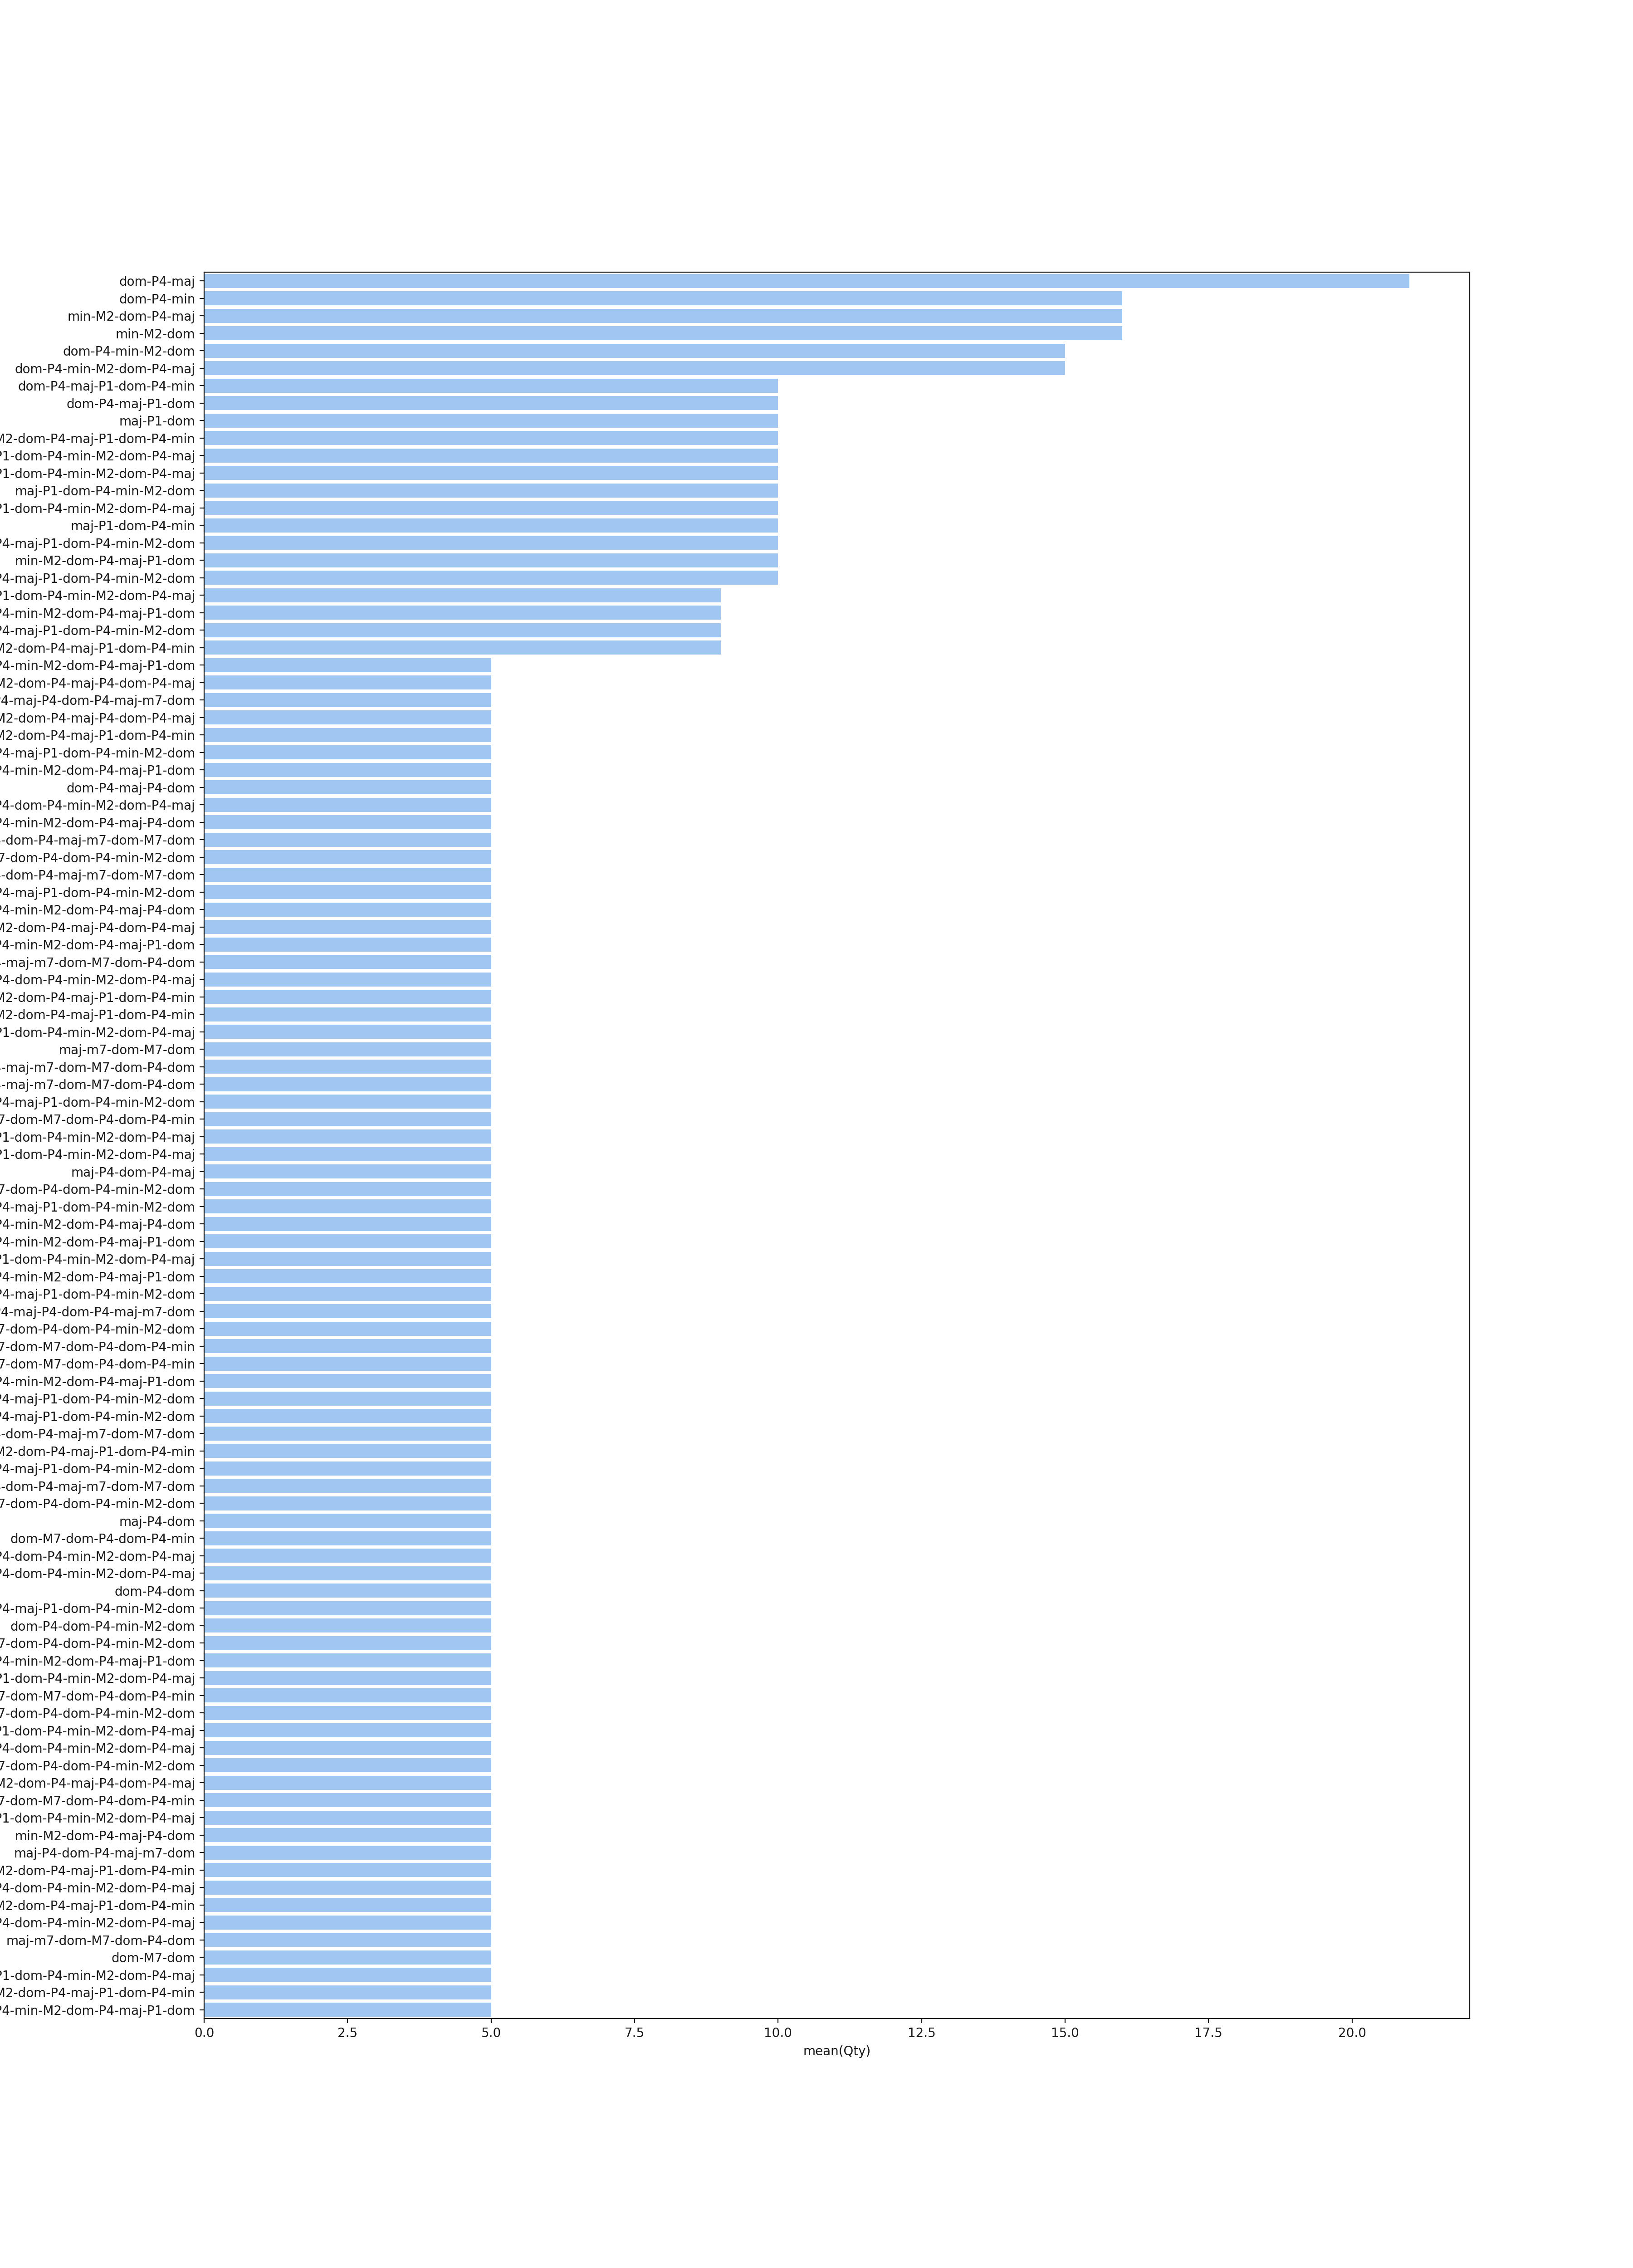 dom-P4-maj
dom-P4-min
min-M2-dom-P4-maj
min-M2-dom
dom-P4-min-M2-dom
dom-P4-min-M2-dom-P4-maj
dom-P4-maj-P1-dom-P4-min
dom-P4-maj-P1-dom
maj-P1-dom
M2-dom-P4-maj-P1-dom-P4-min
P1-dom-P4-min-M2-dom-P4-maj
P1-dom-P4-min-M2-dom-P4-maj
maj-P1-dom-P4-min-M2-dom
P1-dom-P4-min-M2-dom-P4-maj
maj-P1-dom-P4-min
P4-maj-P1-dom-P4-min-M2-dom
min-M2-dom-P4-maj-P1-dom
P4-maj-P1-dom-P4-min-M2-dom
P1-dom-P4-min-M2-dom-P4-maj
P4-min-M2-dom-P4-maj-P1-dom
P4-maj-P1-dom-P4-min-M2-dom
M2-dom-P4-maj-P1-dom-P4-min
P4-min-M2-dom-P4-maj-P1-dom
M2-dom-P4-maj-P4-dom-P4-maj
P4-maj-P4-dom-P4-maj-m7-dom
M2-dom-P4-maj-P4-dom-P4-maj
M2-dom-P4-maj-P1-dom-P4-min
P4-maj-P1-dom-P4-min-M2-dom
P4-min-M2-dom-P4-maj-P1-dom
dom-P4-maj-P4-dom
P4-dom-P4-min-M2-dom-P4-maj
P4-min-M2-dom-P4-maj-P4-dom
-dom-P4-maj-m7-dom-M7-dom
7-dom-P4-dom-P4-min-M2-dom
-dom-P4-maj-m7-dom-M7-dom
P4-maj-P1-dom-P4-min-M2-dom
P4-min-M2-dom-P4-maj-P4-dom
M2-dom-P4-maj-P4-dom-P4-maj
P4-min-M2-dom-P4-maj-P1-dom
-maj-m7-dom-M7-dom-P4-dom
P4-dom-P4-min-M2-dom-P4-maj
M2-dom-P4-maj-P1-dom-P4-min
M2-dom-P4-maj-P1-dom-P4-min
P1-dom-P4-min-M2-dom-P4-maj
maj-m7-dom-M7-dom
-maj-m7-dom-M7-dom-P4-dom
-maj-m7-dom-M7-dom-P4-dom
P4-maj-P1-dom-P4-min-M2-dom
7-dom-M7-dom-P4-dom-P4-min
P1-dom-P4-min-M2-dom-P4-maj
P1-dom-P4-min-M2-dom-P4-maj
maj-P4-dom-P4-maj
7-dom-P4-dom-P4-min-M2-dom
P4-maj-P1-dom-P4-min-M2-dom
P4-min-M2-dom-P4-maj-P4-dom
P4-min-M2-dom-P4-maj-P1-dom
P1-dom-P4-min-M2-dom-P4-maj
P4-min-M2-dom-P4-maj-P1-dom
P4-maj-P1-dom-P4-min-M2-dom
P4-maj-P4-dom-P4-maj-m7-dom
7-dom-P4-dom-P4-min-M2-dom
7-dom-M7-dom-P4-dom-P4-min
7-dom-M7-dom-P4-dom-P4-min
P4-min-M2-dom-P4-maj-P1-dom
P4-maj-P1-dom-P4-min-M2-dom
P4-maj-P1-dom-P4-min-M2-dom
-dom-P4-maj-m7-dom-M7-dom
M2-dom-P4-maj-P1-dom-P4-min
P4-maj-P1-dom-P4-min-M2-dom
-dom-P4-maj-m7-dom-M7-dom
7-dom-P4-dom-P4-min-M2-dom
maj-P4-dom
dom-M7-dom-P4-dom-P4-min
P4-dom-P4-min-M2-dom-P4-maj
P4-dom-P4-min-M2-dom-P4-maj
dom-P4-dom
P4-maj-P1-dom-P4-min-M2-dom
dom-P4-dom-P4-min-M2-dom
7-dom-P4-dom-P4-min-M2-dom
P4-min-M2-dom-P4-maj-P1-dom
P1-dom-P4-min-M2-dom-P4-maj
7-dom-M7-dom-P4-dom-P4-min
7-dom-P4-dom-P4-min-M2-dom
P1-dom-P4-min-M2-dom-P4-maj
P4-dom-P4-min-M2-dom-P4-maj
7-dom-P4-dom-P4-min-M2-dom
M2-dom-P4-maj-P4-dom-P4-maj
7-dom-M7-dom-P4-dom-P4-min
P1-dom-P4-min-M2-dom-P4-maj
min-M2-dom-P4-maj-P4-dom
maj-P4-dom-P4-maj-m7-dom
M2-dom-P4-maj-P1-dom-P4-min
P4-dom-P4-min-M2-dom-P4-maj
M2-dom-P4-maj-P1-dom-P4-min
P4-dom-P4-min-M2-dom-P4-maj
maj-m7-dom-M7-dom-P4-dom
dom-M7-dom
P1-dom-P4-min-M2-dom-P4-maj
M2-dom-P4-maj-P1-dom-P4-min
P4-min-M2-dom-P4-maj-P1-dom
0.0 2.5 5.0 7.5 10.0 12.5 15.0 17.5 20.0
mean(Qty)